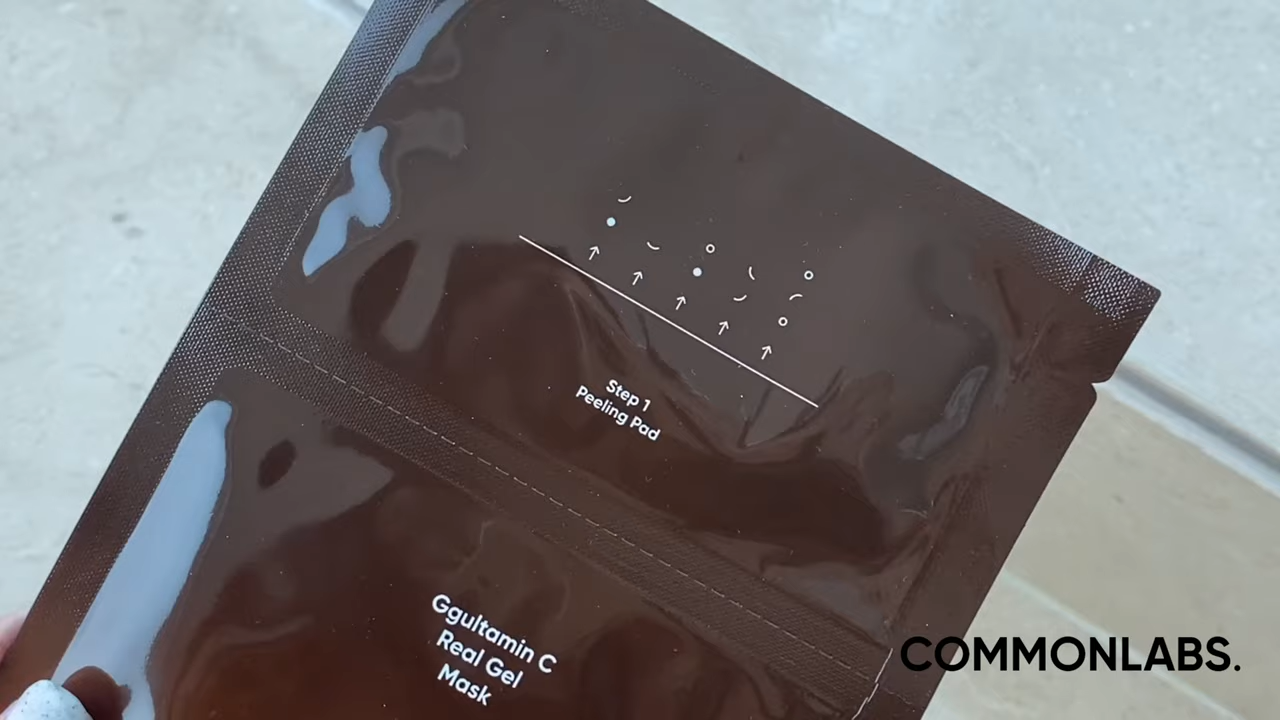 Step 1
Peeling Pad
Ggultamin C
Real Gel
Mask
COMMONLABS.